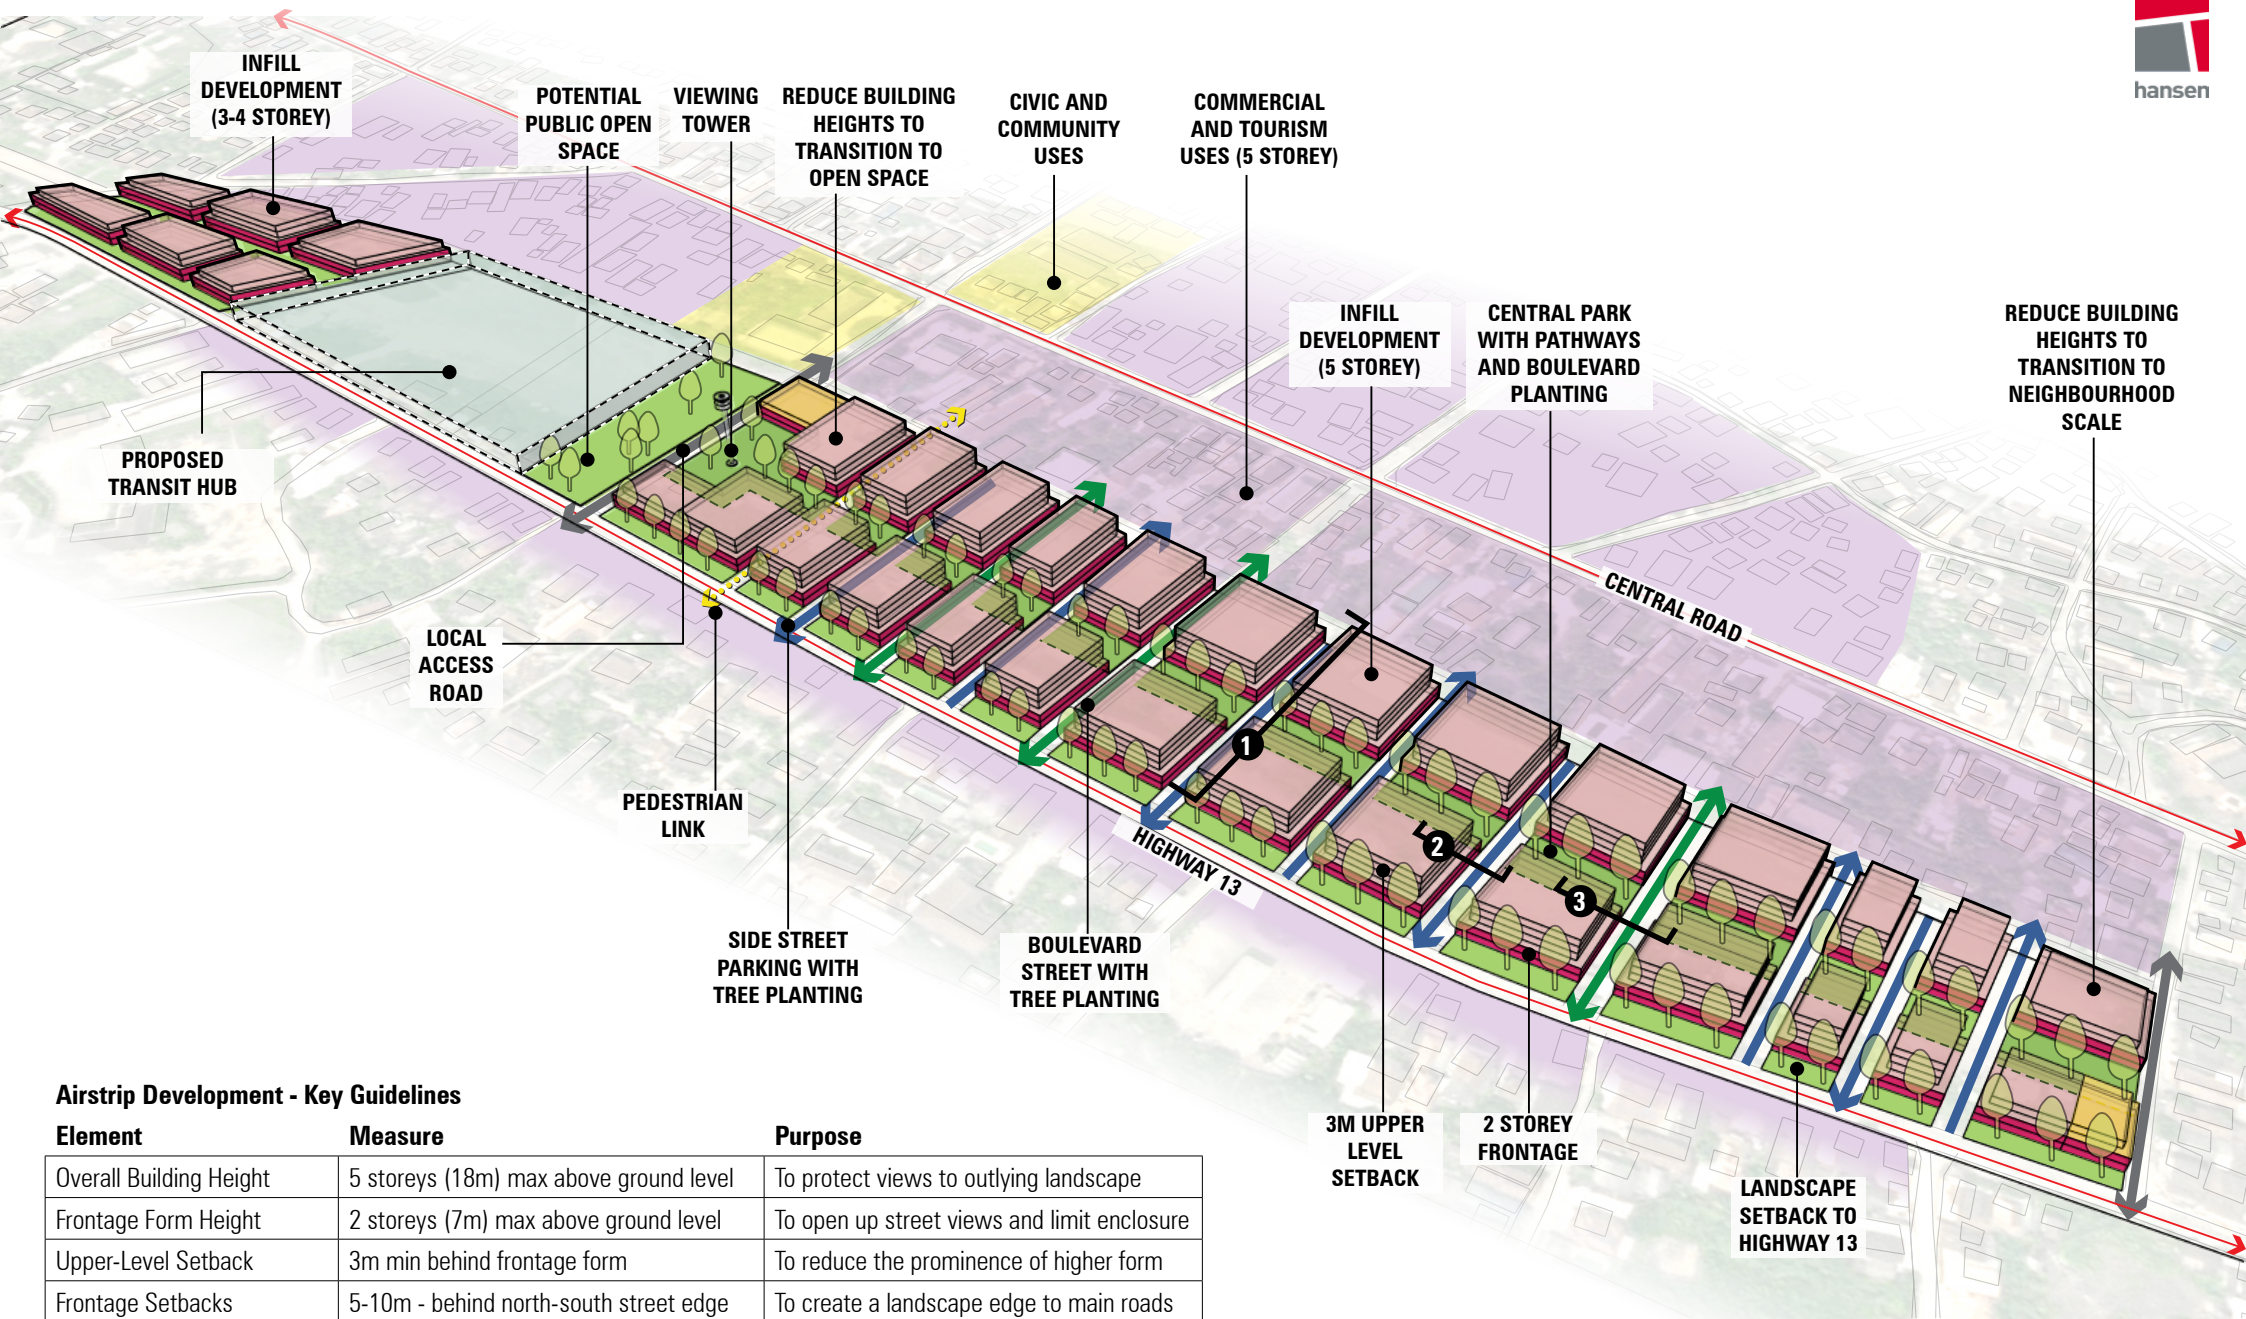 hansen
INFILL
DEVELOPMENT
(3-4 STOREY)
POTENTIAL
PUBLIC OPEN
SPACE
VIEWING
TOWER
REDUCE BUILDING
HEIGHTS TO
TRANSITION TO
OPEN SPACE
CIVIC AND
COMMUNITY
USES
COMMERCIAL
AND TOURISM
USES (5 STOREY)
INFILL
DEVELOPMENT
(5 STOREY)
CENTRAL PARK
WITH PATHWAYS
AND BOULEVARD
PLANTING
REDUCE BUILDING
HEIGHTS TO
TRANSITION TO
NEIGHBOURHOOD
SCALE
PROPOSED
TRANSIT HUB
CENTRAL ROAD
LOCAL
ACCESS
ROAD
1
2
3
PEDESTRIAN
LINK
HIGHWAY 13
SIDE STREET
PARKING WITH
TREE PLANTING
BOULEVARD
STREET WITH
TREE PLANTING
3M UPPER
LEVEL
SETBACK
2 STOREY
FRONTAGE
LANDSCAPE
SETBACK TO
HIGHWAY 13
Airstrip Development - Key Guidelines
Element Measure Purpose
Overall Building Height 5 storeys (18m) max above ground level To protect views to outlying landscape
Frontage Form Height 2 storeys (7m) max above ground level To open up street views and limit enclosure
Upper-Level Setback 3m min behind frontage form To reduce the prominence of higher form
Frontage Setbacks 5-10m - behind north-south street edge To create a landscape edge to main roads